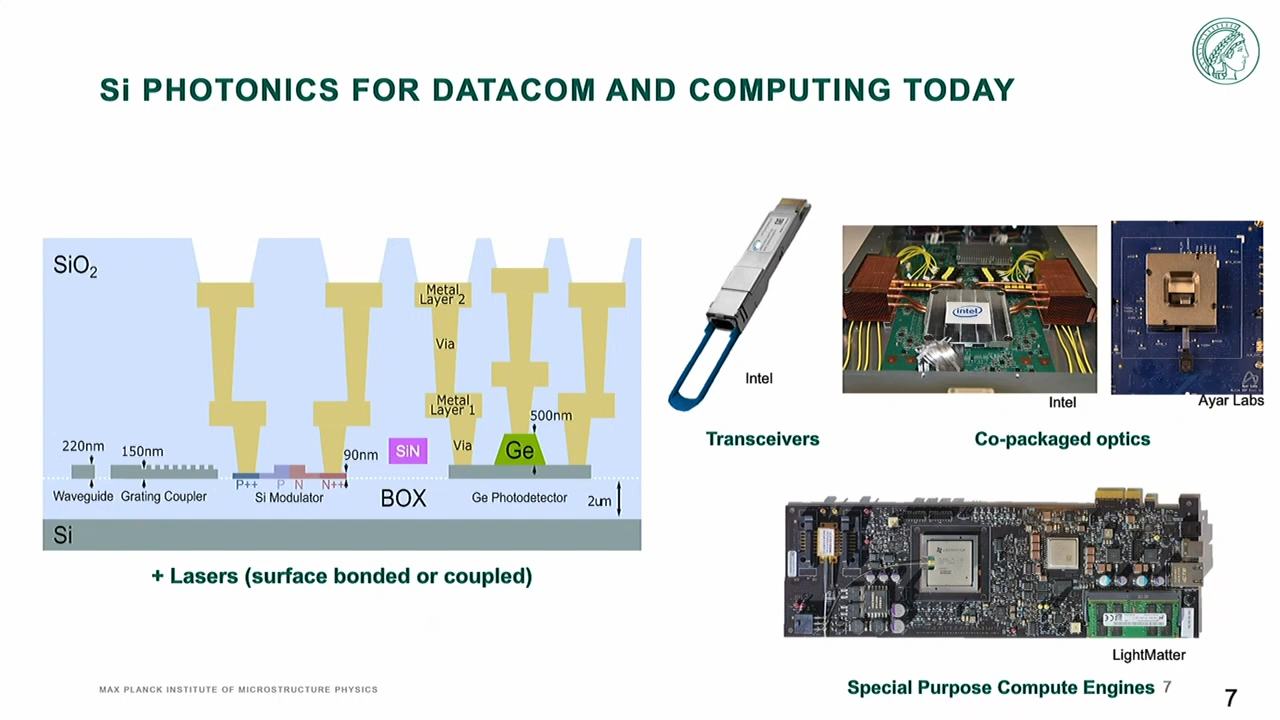 Si PHOTONICS FOR DATACOM AND COMPUTING TODAY
SiO2
Metal
Layer 2
Via
Metal
Layer 1
Via
500nm
Ge
SiN
220nm
150nm
90nm
P++
P
N
N++
Waveguide
Grating Coupler
Si Modulator
BOX
Ge Photodetector
2um
Si
+ Lasers (surface bonded or coupled)
Intel
Transceivers
intel
Intel
Ayar Labs
Co-packaged optics
LightMatter
Special Purpose Compute Engines
7
MAX PLANCK INSTITUTE OF MICROSTRUCTURE PHYSICS
7